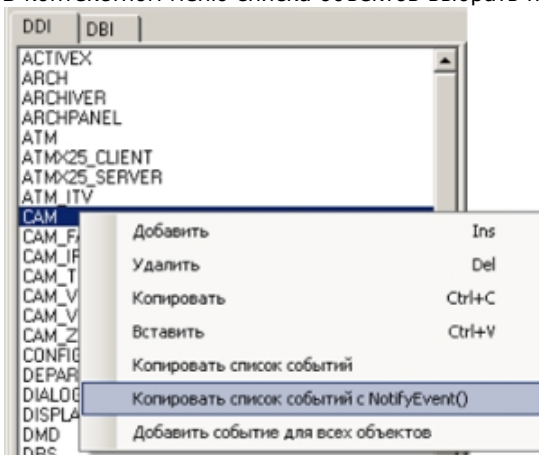 DDI DBI
ACTIVEX
ARCH
ARCHIVER
ARCHPANEL
ATM
ATMX25_CLIENT
ATMX25_SERVER
ATM_ITV
CAM
Добавить Ins
Удалить Del
Копировать Ctrl+C
Вставить Ctrl+V
Копировать список событий
Копировать список событий с NotifyEvent()
Добавить событие для всех объектов
CAM_F
CAM_IF
CAM_T
CAM_V
CAM_V
CAM_Z
CONFIG
DEPAR
DIALOG
DISPLA
DMD